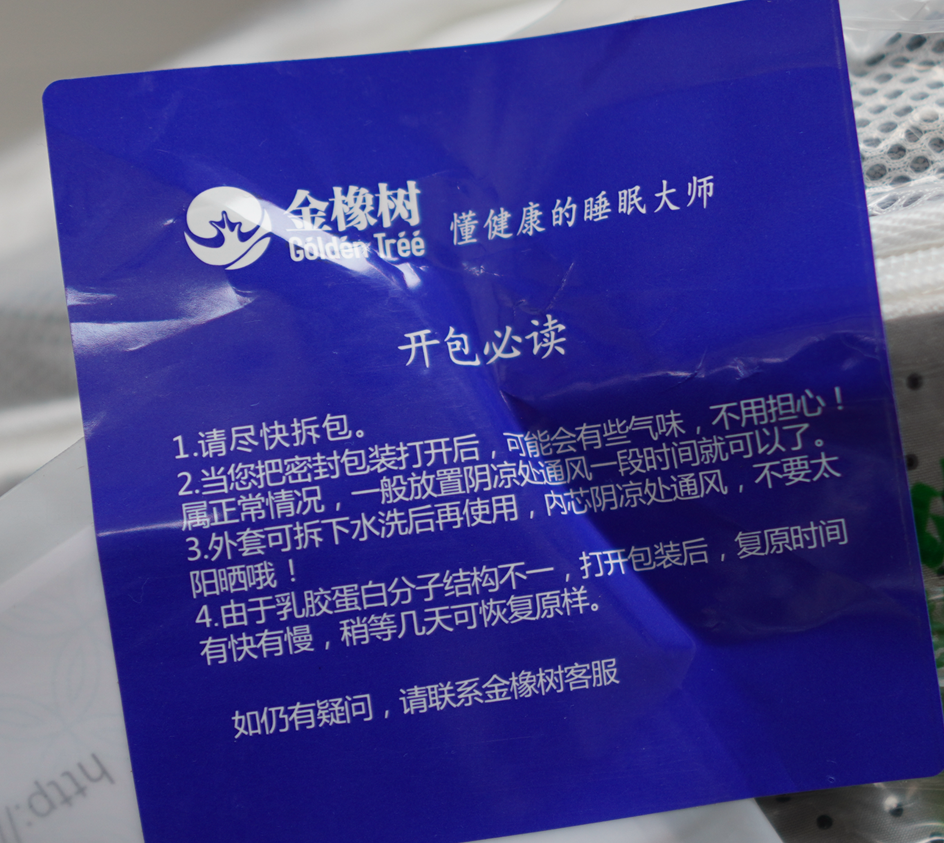 金橡树
Góldén Tréé
懂健康的睡眠大师
开包必读
1.请尽快拆包。
2.当您把密封包装打开后，可能会有些气味，不用担心！
属正常情况，一般放置阴凉处通风一段时间就可以了。
3.外套可拆下水洗后再使用，内芯阴凉处通风，不要太
阳晒哦！
4.由于乳胶蛋白分子结构不一，打开包装后，复原时间
有快有慢，稍等几天可恢复原样。
如仍有疑问，请联系金橡树客服
http:/